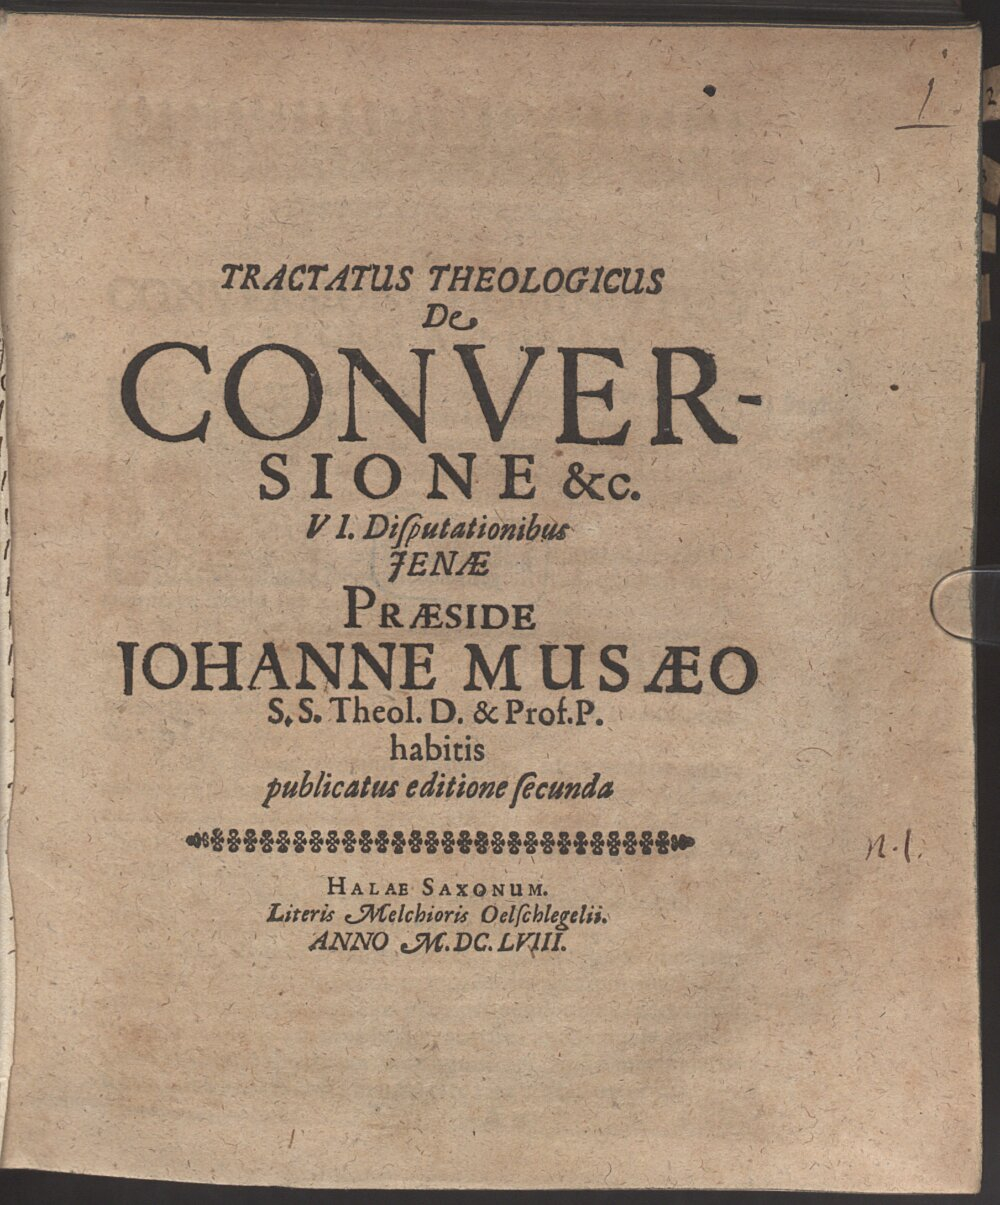 1
TRACTATUS THEOLOGICUS
De
CONVER-
SIONE &c.
VI. Diſputationibus
JENÆ
PRÆSIDE
JOHANNE MUSÆO
S. S. Theol. D. & Prof. P.
habitis
publicatus editione ſecunda
n. 1.
HALAE SAXONUM.
Literis Melchioris Oelſchlegelii.
ANNO M. DC. LVIII.